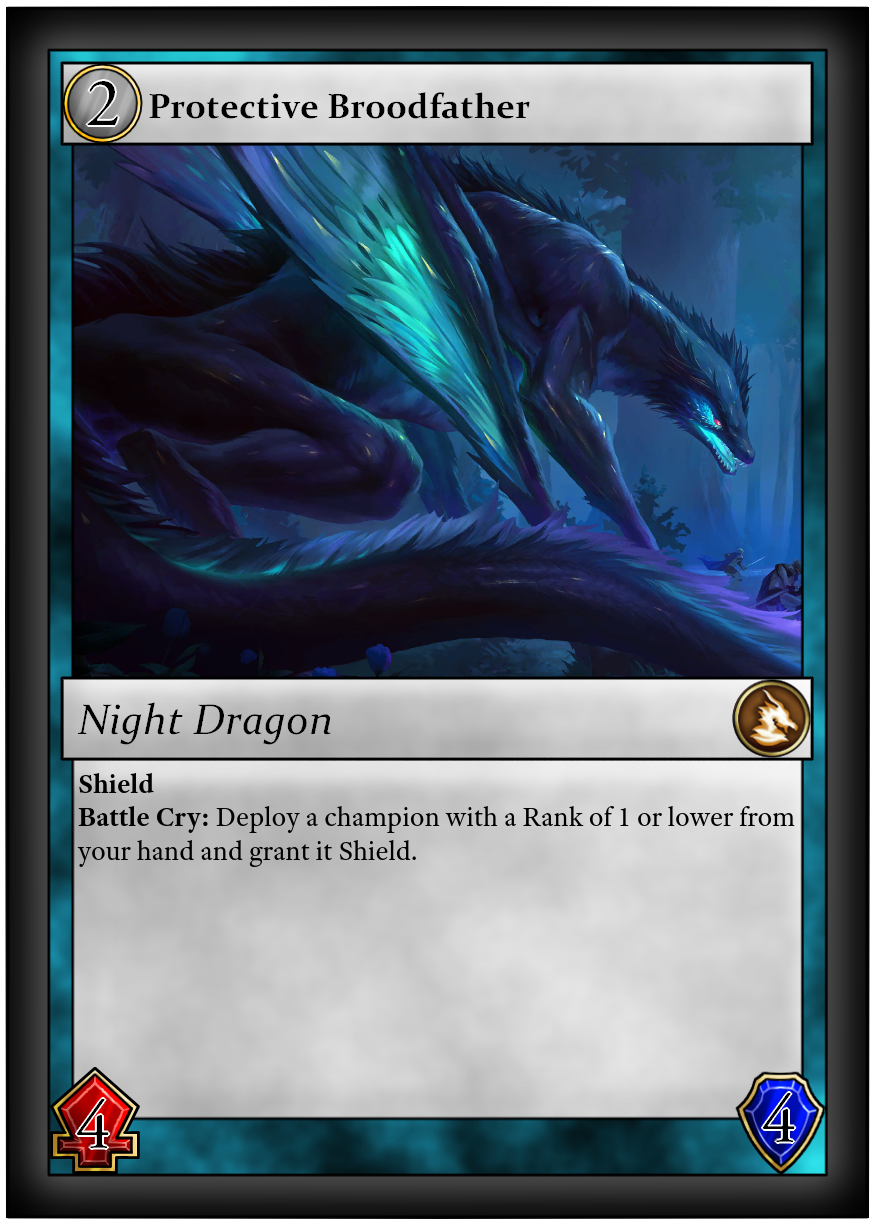 2 Protective Broodfather
Night Dragon
Shield
Battle Cry: Deploy a champion with a Rank of 1 or lower from
your hand and grant it Shield.
4 4